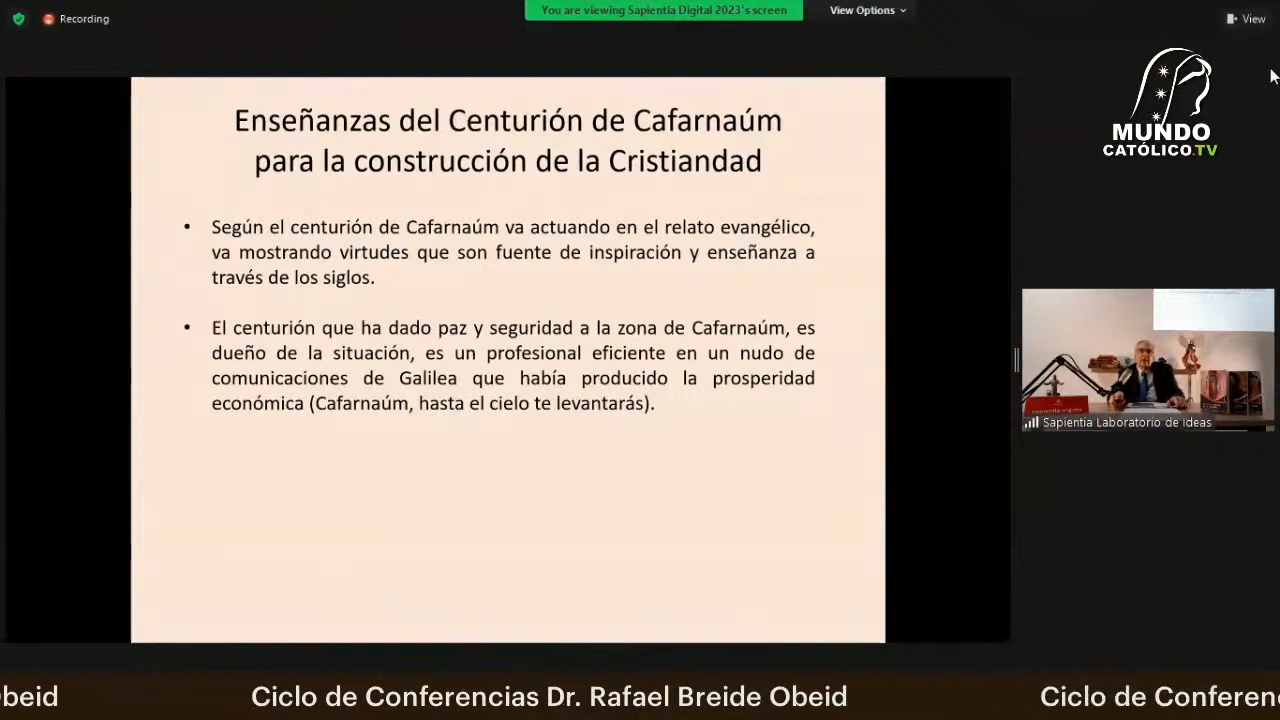 Recording
You are viewing Sapientia Digital 2023's screen
View Options
View
MUNDO
CATÓLICO.TV
Enseñanzas del Centurión de Cafarnaúm
para la construcción de la Cristiandad
• Según el centurión de Cafarnaúm va actuando en el relato evangélico,
va mostrando virtudes que son fuente de inspiración y enseñanza a
través de los siglos.
• El centurión que ha dado paz y seguridad a la zona de Cafarnaúm, es
dueño de la situación, es un profesional eficiente en un nudo de
comunicaciones de Galilea que había producido la prosperidad
económica (Cafarnaúm, hasta el cielo te levantarás).
Sapientia Laboratorio de ideas
Obeid Ciclo de Conferencias Dr. Rafael Breide Obeid Ciclo de Conferen